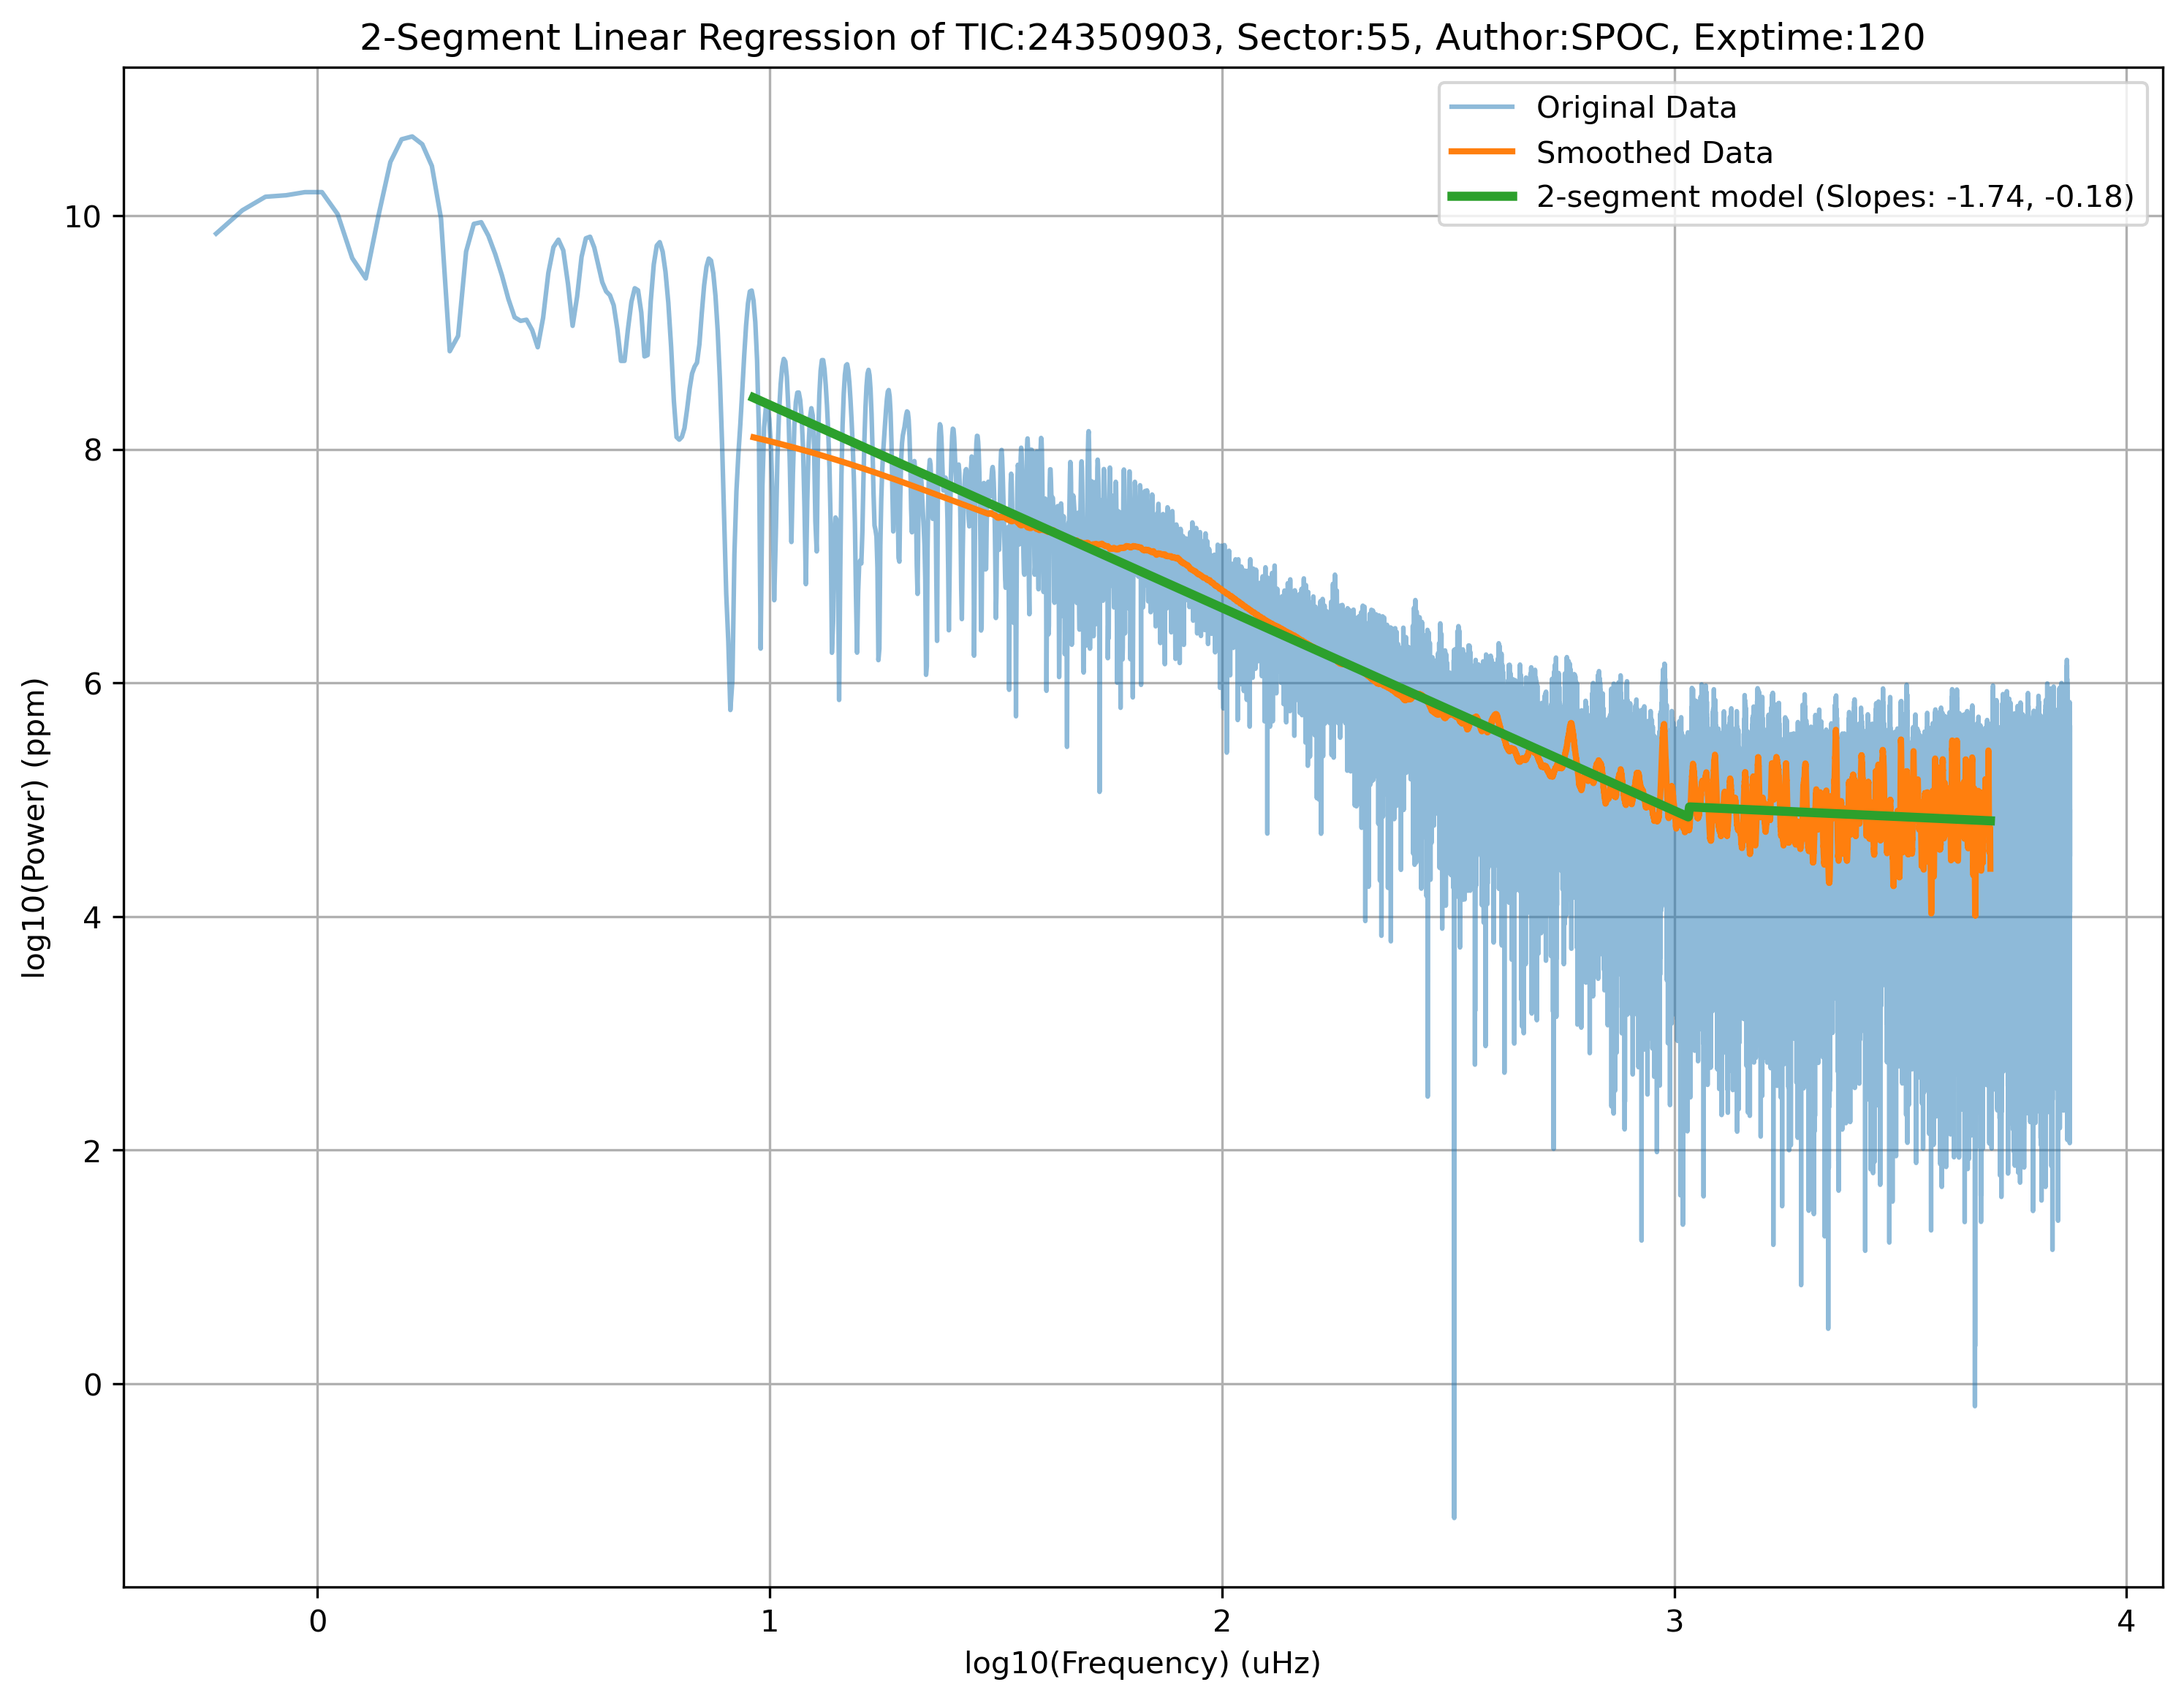 2-Segment Linear Regression of TIC:24350903, Sector:55, Author:SPOC, Exptime:120
Original Data
Smoothed Data
2-segment model (Slopes: -1.74, -0.18)
log10(Power) (ppm)
10
8
6
4
2
0
0 1 2 3 4
log10(Frequency) (uHz)